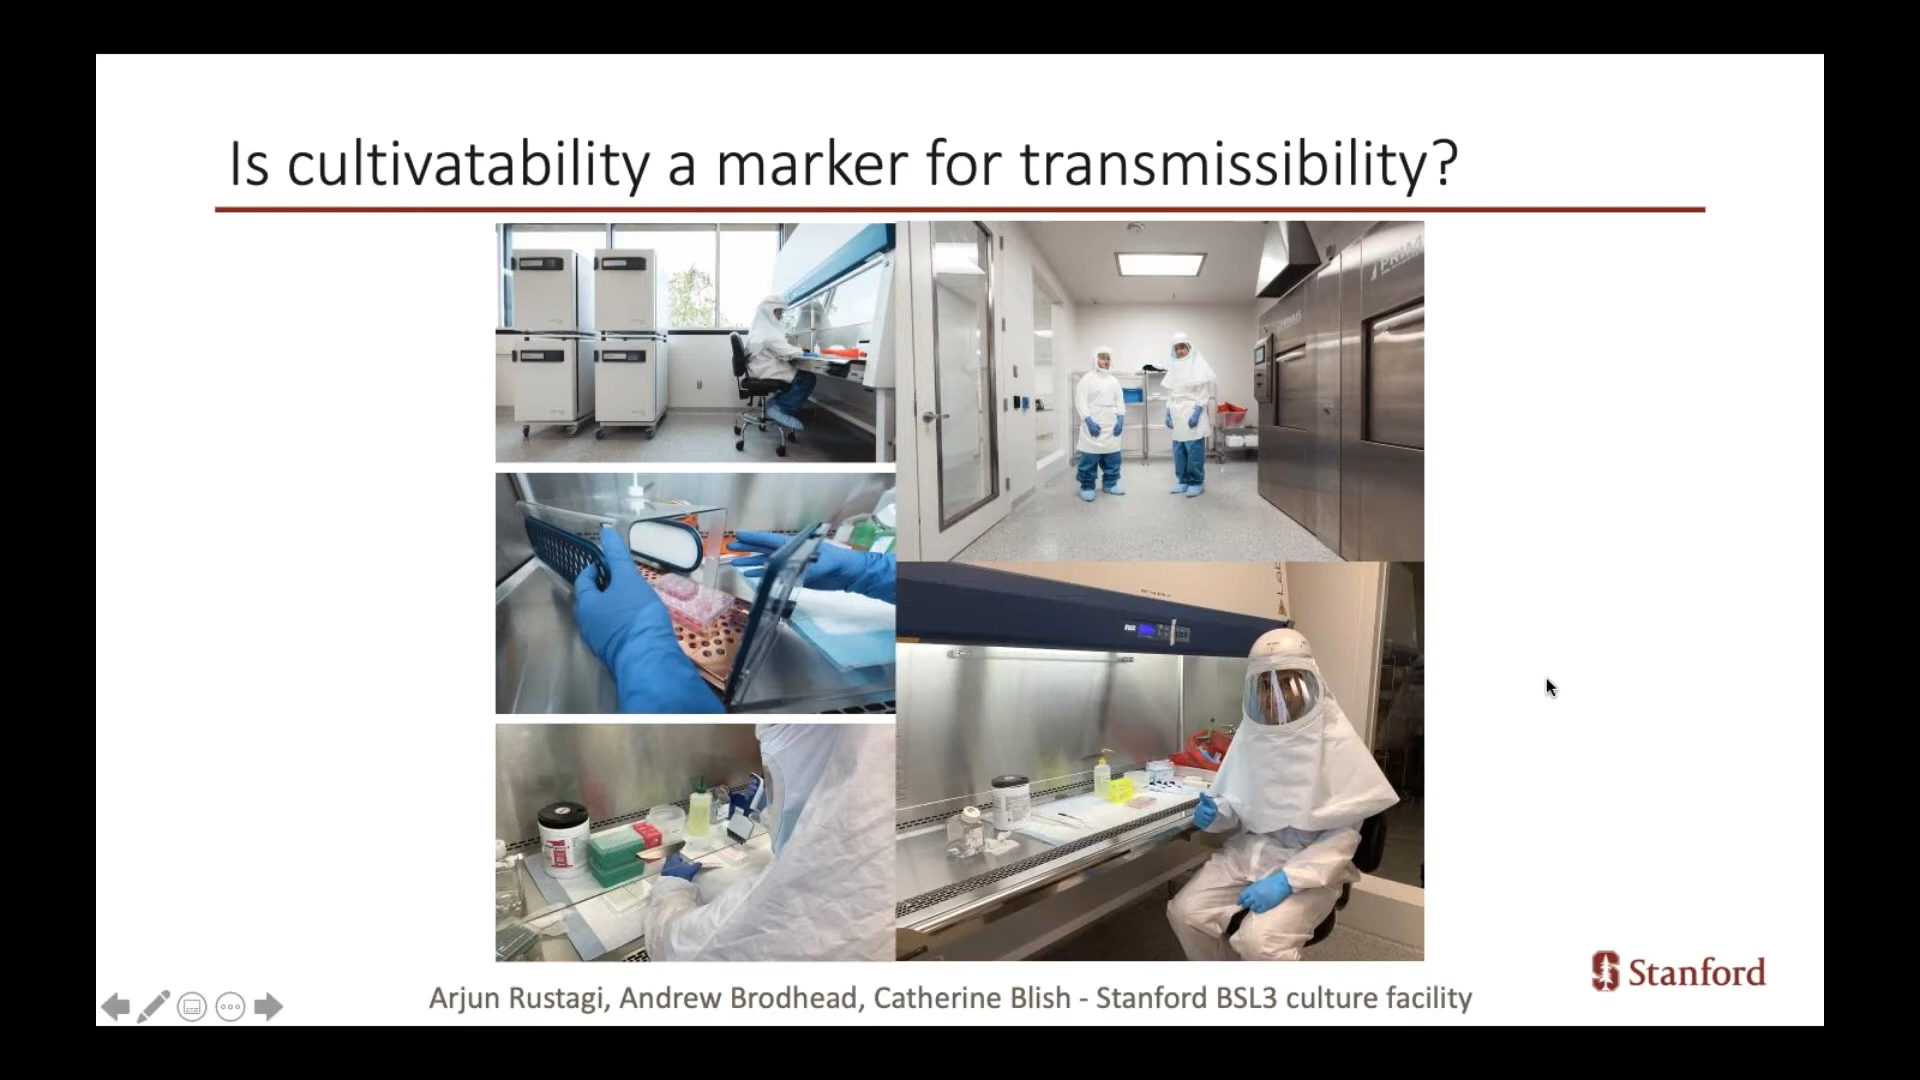 Is cultivatability a marker for transmissibility?
Arjun Rustagi, Andrew Brodhead, Catherine Blish - Stanford BSL3 culture facility
Stanford